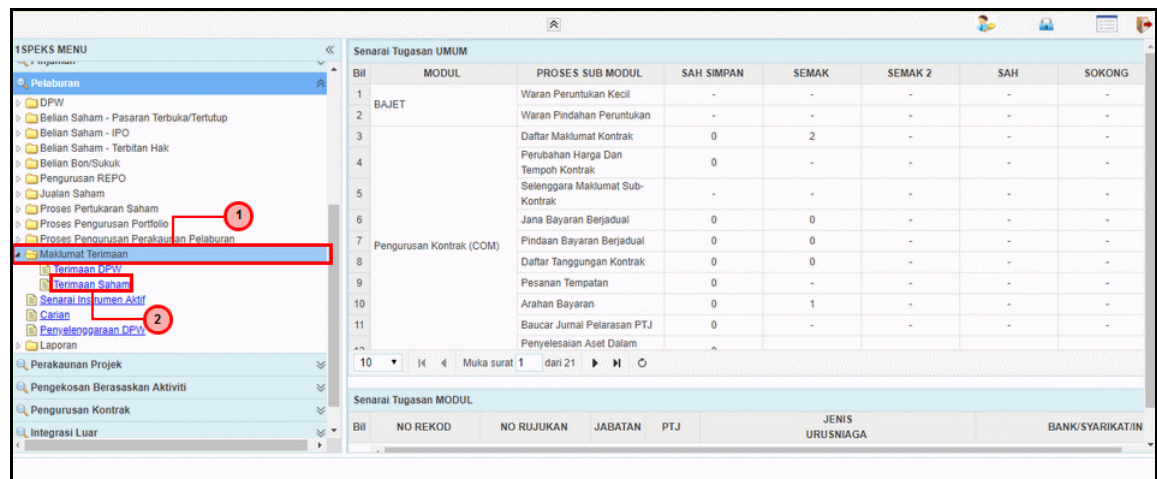 1SPEKS MENU
Pinjaman
Pelaburan
DPW
Belian Saham - Pasaran Terbuka/Tertutup
Belian Saham - IPO
Belian Saham - Terbitan Hak
Belian Bon/Sukuk
Pengurusan REPO
Jualan Saham
Proses Pertukaran Saham
Proses Pengurusan Portfolio
1
Proses Pengurusan Perakaunan Pelaburan
Maklumat Terimaan
Terimaan DPW
Terimaan Saham
Senarai Instrumen Aktif
Carian
2
Penyelenggaraan DPW
Laporan
Perakaunan Projek
Pengekosan Berasaskan Aktiviti
Pengurusan Kontrak
Integrasi Luar
Senarai Tugasan UMUM
Bil MODUL PROSES SUB MODUL SAH SIMPAN SEMAK SEMAK 2 SAH SOKONG
1 BAJET Waran Peruntukan Kecil - - - - -
2 Waran Pindahan Peruntukan - - - - -
3 Daftar Maklumat Kontrak 0 2 - - -
4 Perubahan Harga Dan Tempoh Kontrak 0 - - - -
5 Selenggara Maklumat Sub-Kontrak - - - - -
6 Jana Bayaran Berjadual 0 0 - - -
7 Pengurusan Kontrak (COM) Pindaan Bayaran Berjadual 0 0 - - -
8 Daftar Tanggungan Kontrak 0 0 - - -
9 Pesanan Tempatan 0 - - - -
10 Arahan Bayaran 0 1 - - -
11 Baucar Jurnal Pelarasan PTJ 0 - - - -
Penyelesaian Aset Dalam
10 Muka surat 1 dari 21
Senarai Tugasan MODUL
Bil NO REKOD NO RUJUKAN JABATAN PTJ JENIS URUSNIAGA BANK/SYARIKAT/IN